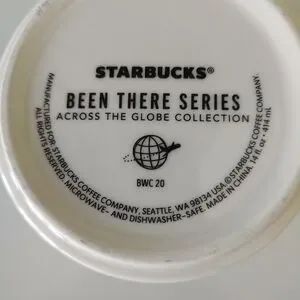 STARBUCKS®
BEEN THERE SERIES
ACROSS THE GLOBE COLLECTION
BWC 20
MANUFACTURED FOR: STARBUCKS COFFEE COMPANY, SEATTLE, WA 98134 USA ©STARBUCKS COFFEE COMPANY.
ALL RIGHTS RESERVED. MICROWAVE- AND DISHWASHER-SAFE. MADE IN CHINA. 14 fl oz • 414 mL